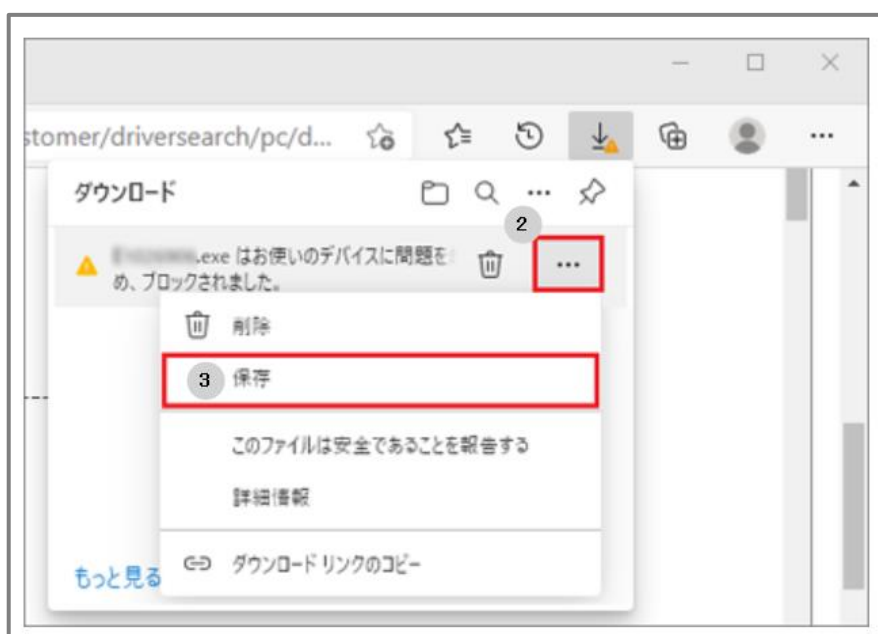 stomer/driversearch/pc/d...
ダウンロード
2
.exe はお使いのデバイスに問題を
め、ブロックされました。
削除
3 保存
このファイルは安全であることを報告する
詳細情報
もっと見る
ダウンロード リンクのコピー